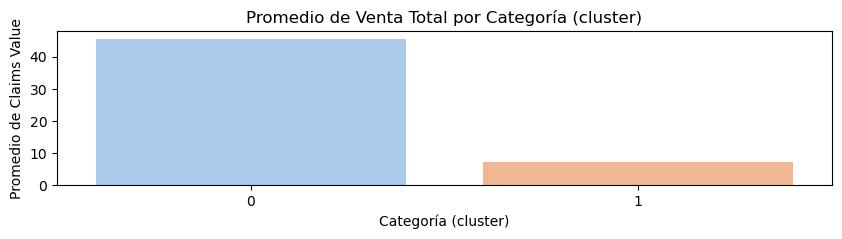 Promedio de Venta Total por Categoría (cluster)
Promedio de Claims Value
40
30
20
10
0
0 1
Categoría (cluster)